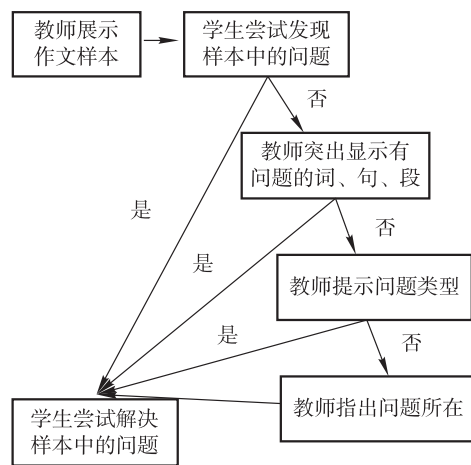 教师展示
作文样本
学生尝试发现
样本中的问题
否
教师突出显示有
问题的词、句、段
是
否
是
教师提示问题类型
是
否
教师指出问题所在
学生尝试解决
样本中的问题